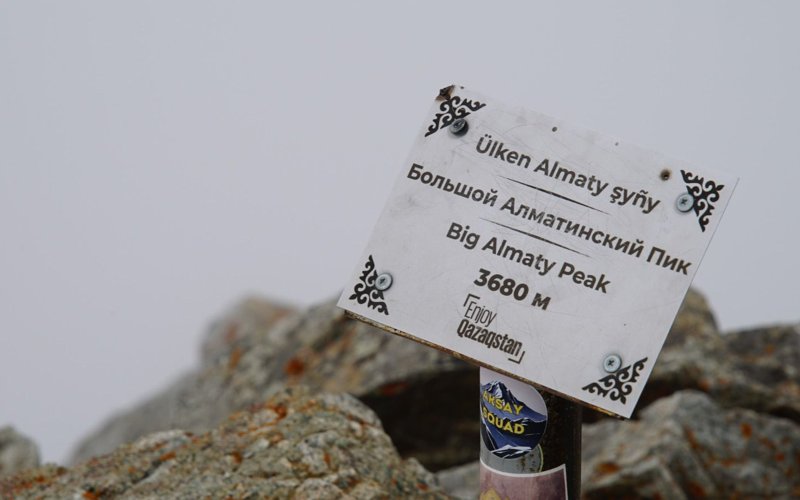 Ülken Almaty şyñy
Большой Алматинский Пик
Big Almaty Peak
3680 м
Enjoy
Qazaqstan
AKSAY
SQUAD